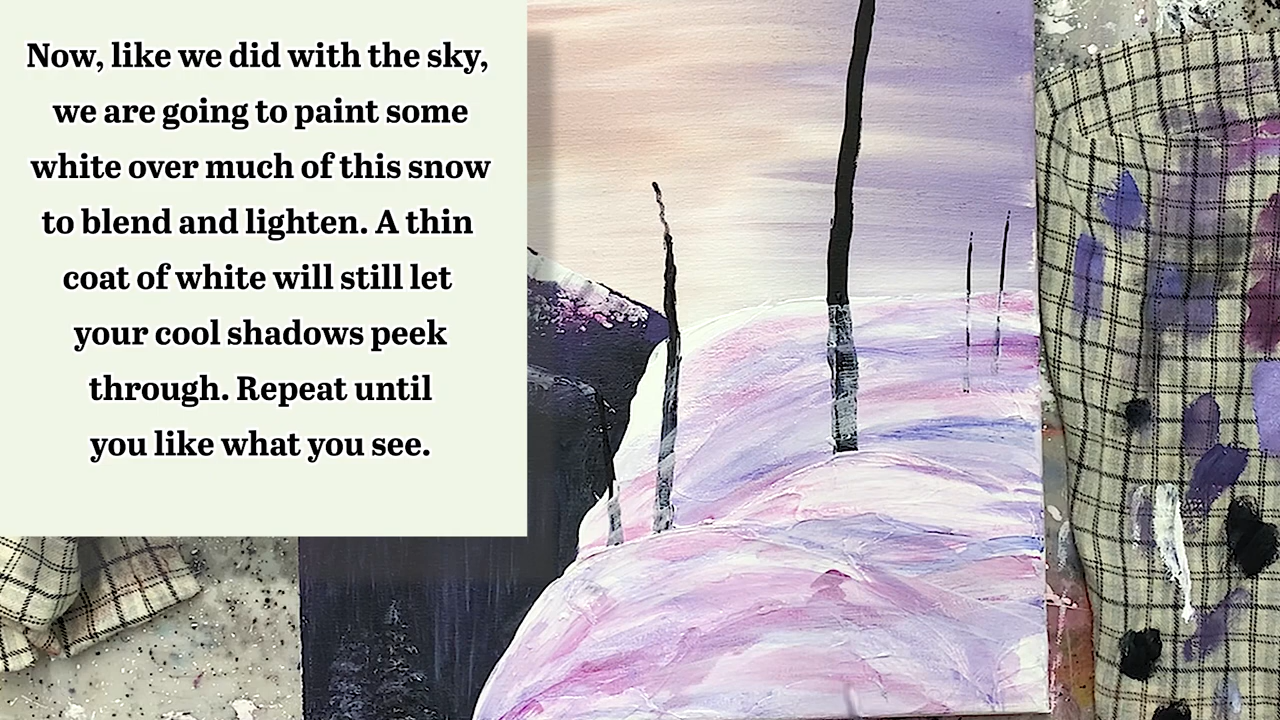 Now, like we did with the sky,
we are going to paint some
white over much of this snow
to blend and lighten. A thin
coat of white will still let
your cool shadows peek
through. Repeat until
you like what you see.